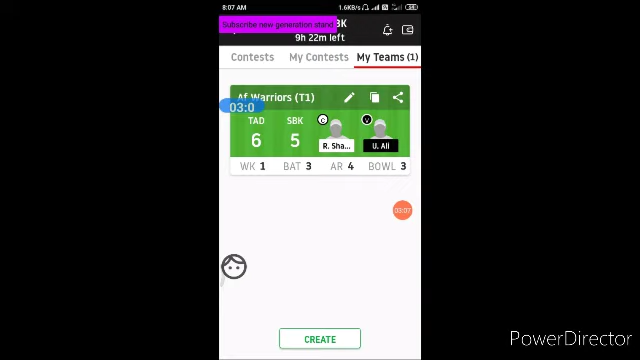 8:07 AM 1.6KB/s 54
Subscribe new generation stand BK
9h 22m left
Contests My Contests My Teams (1)
Af Warriors (T1)
03:0
TAD SBK
6 5
R. Sha... U. Ali
WK 1 BAT 3 AR 4 BOWL 3
03:07
CREATE
PowerDirector